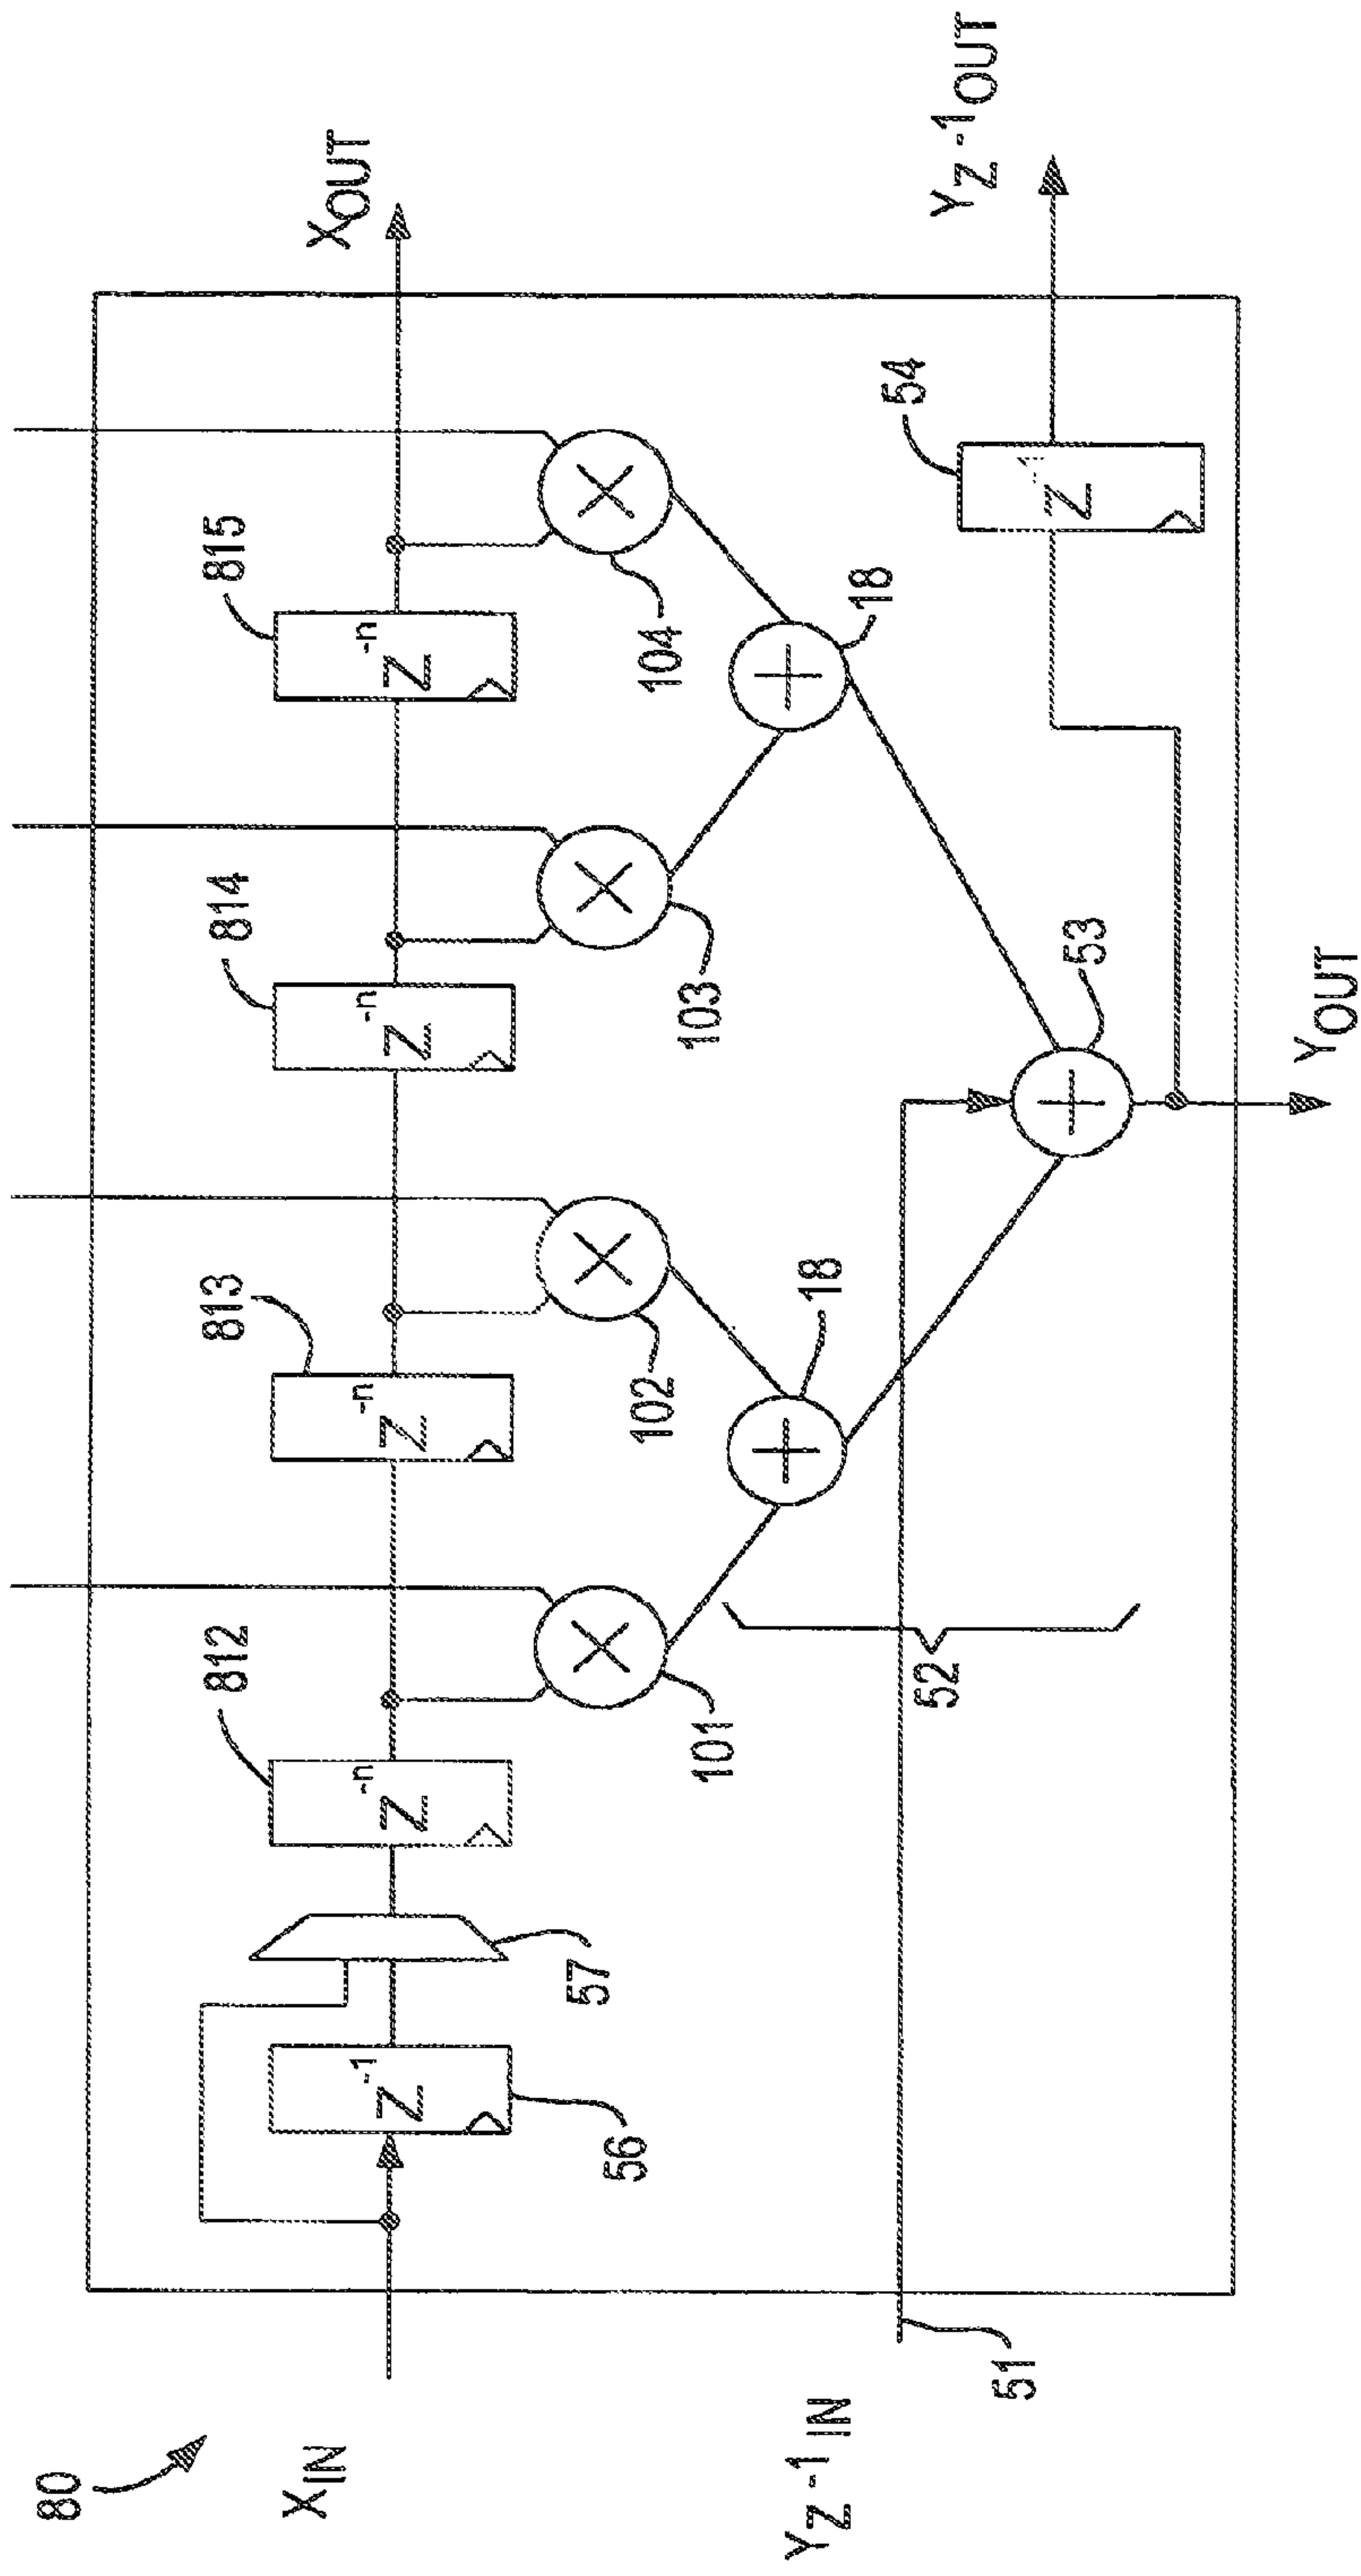 80
X_IN
X_OUT
56
Z^-1
57
812
Z^-n
813
Z^-n
814
Z^-n
815
Z^-n
101
×
102
×
103
×
104
×
18
+
18
+
52
53
+
54
Z^-1
51
Y_Z^-1 IN
Y_Z^-1 OUT
Y_OUT